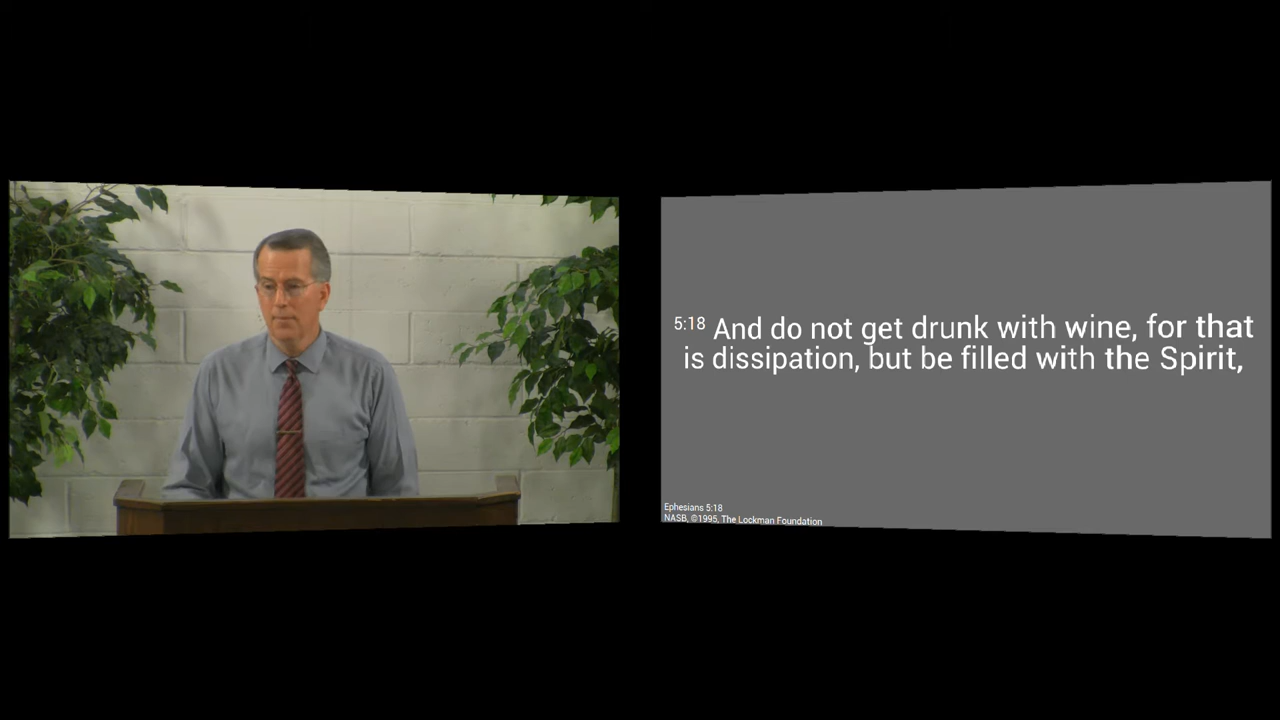 5:18 And do not get drunk with wine, for that
is dissipation, but be filled with the Spirit,
Ephesians 5:18
NASB, ©1995, The Lockman Foundation